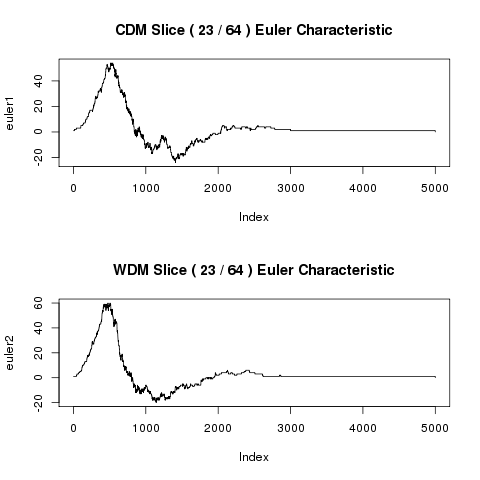 CDM Slice ( 23 / 64 ) Euler Characteristic
euler1
40
20
0
-20
0 1000 2000 3000 4000 5000
Index
WDM Slice ( 23 / 64 ) Euler Characteristic
euler2
60
40
20
0
-20
0 1000 2000 3000 4000 5000
Index